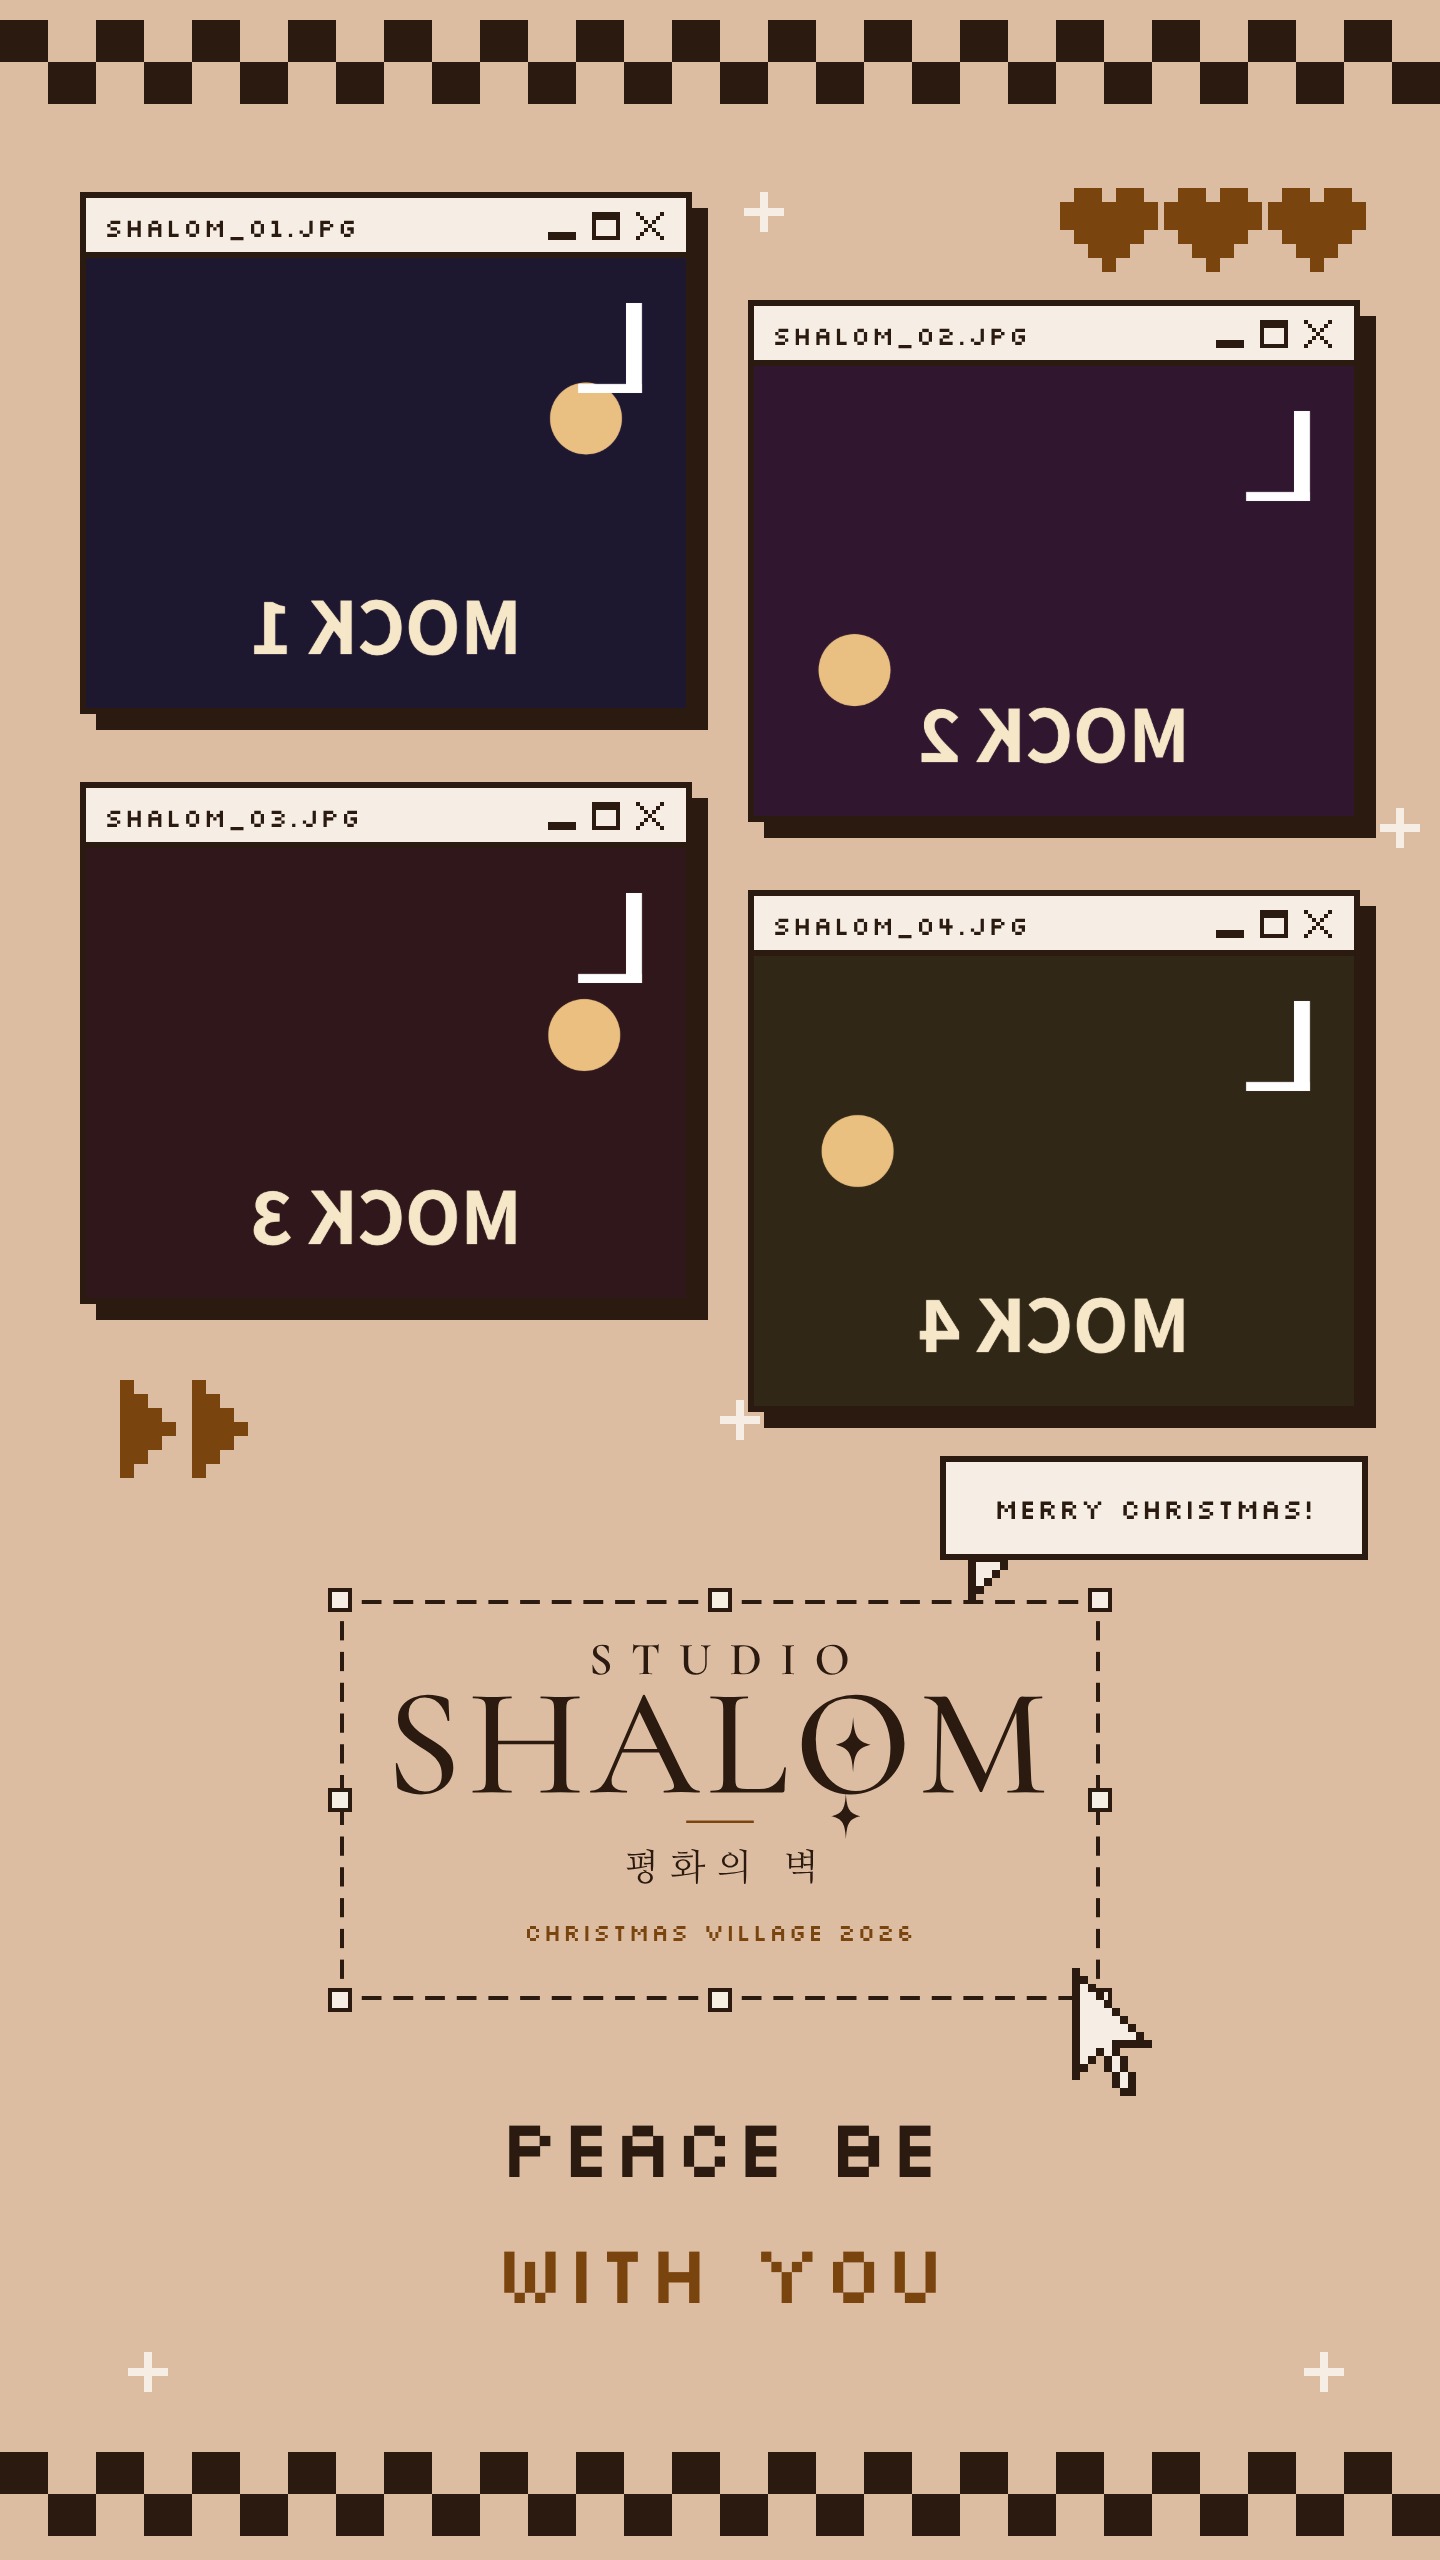 SHALOM_01.JPG
MOCK 1
SHALOM_02.JPG
MOCK 2
SHALOM_03.JPG
MOCK 3
SHALOM_04.JPG
MOCK 4
MERRY CHRISTMAS!
STUDIO
SHALOM
평화의 벽
CHRISTMAS VILLAGE 2026
PEACE BE
WITH YOU